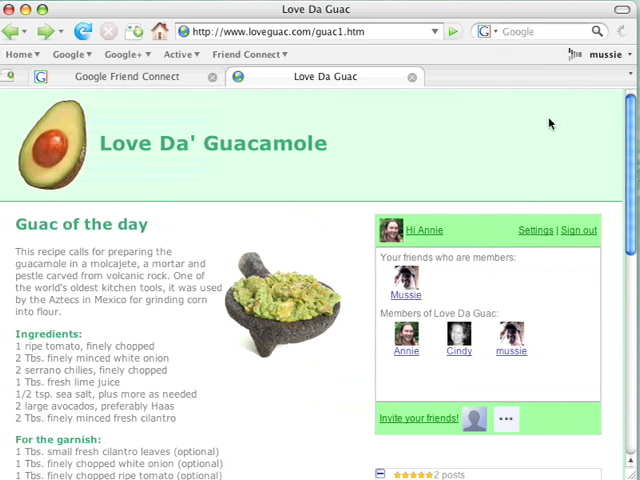 Love Da Guac
http://www.loveguac.com/guac1.htm
Google
Home
Google
Google+
Active
Friend Connect
mussie
Google Friend Connect
Love Da Guac
Love Da' Guacamole
Guac of the day
This recipe calls for preparing the
guacamole in a molcajete, a mortar and
pestle carved from volcanic rock. One of
the world's oldest kitchen tools, it was used
by the Aztecs in Mexico for grinding corn
into flour.
Ingredients:
1 ripe tomato, finely chopped
2 Tbs. finely minced white onion
2 serrano chilies, finely chopped
1 Tbs. fresh lime juice
1/2 tsp. sea salt, plus more as needed
2 large avocados, preferably Haas
2 Tbs. finely minced fresh cilantro
For the garnish:
1 Tbs. small fresh cilantro leaves (optional)
1 Tbs. finely chopped white onion (optional)
1 Tbs. finely chopped ripe tomato (optional)
Hi Annie
Settings | Sign out
Your friends who are members:
Mussie
Members of Love Da Guac:
Annie Cindy mussie
Invite your friends!
2 posts